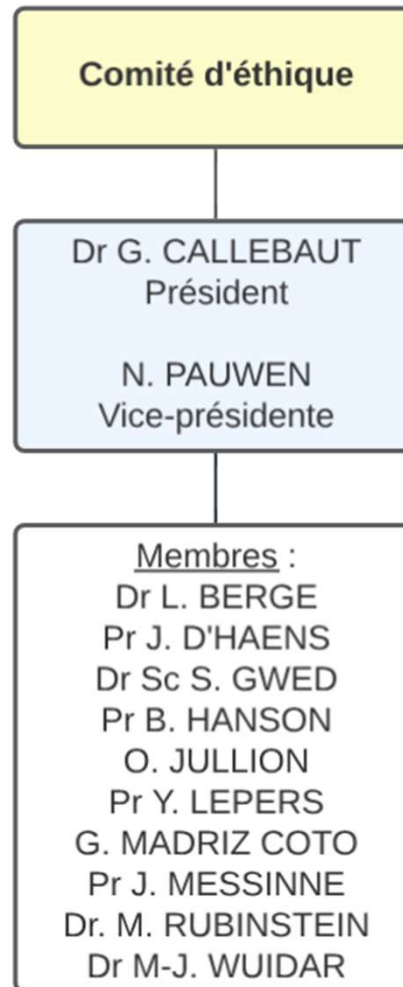 Comité d'éthique
Dr G. CALLEBAUT
Président
N. PAUWEN
Vice-présidente
Membres :
Dr L. BERGE
Pr J. D'HAENS
Dr Sc S. GWED
Pr B. HANSON
O. JULLION
Pr Y. LEPERS
G. MADRIZ COTO
Pr J. MESSINNE
Dr. M. RUBINSTEIN
Dr M-J. WUIDAR